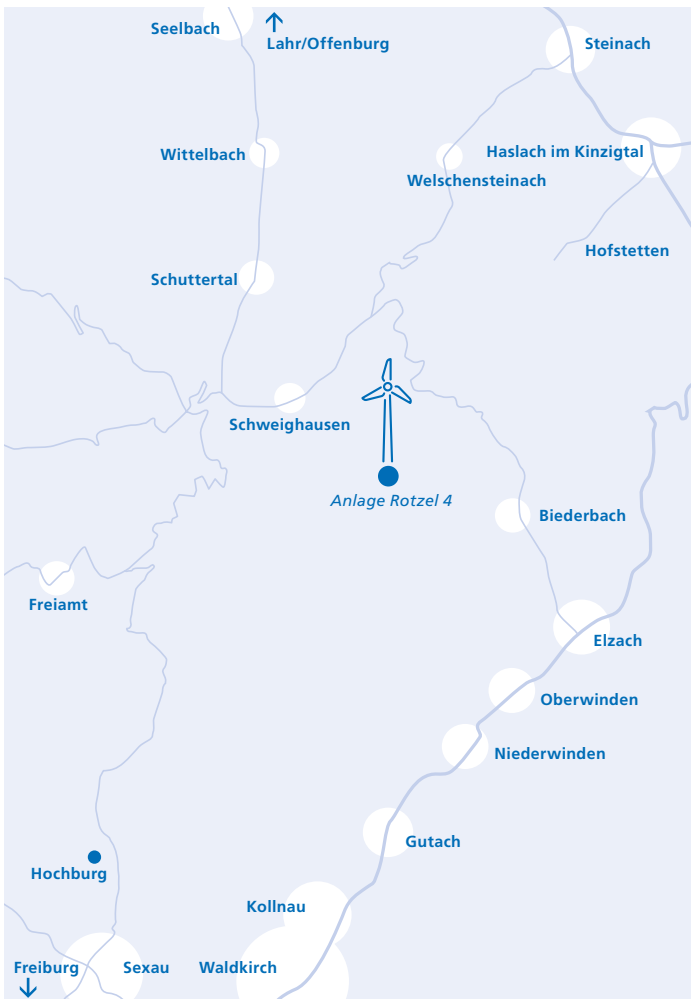 Seelbach
Lahr/Offenburg
Steinach
Wittelbach
Haslach im Kinzigtal
Welschensteinach
Hofstetten
Schuttertal
Schweighausen
Anlage Rotzel 4
Biederbach
Freiamt
Elzach
Oberwinden
Niederwinden
Gutach
Hochburg
Kollnau
Freiburg
Sexau
Waldkirch